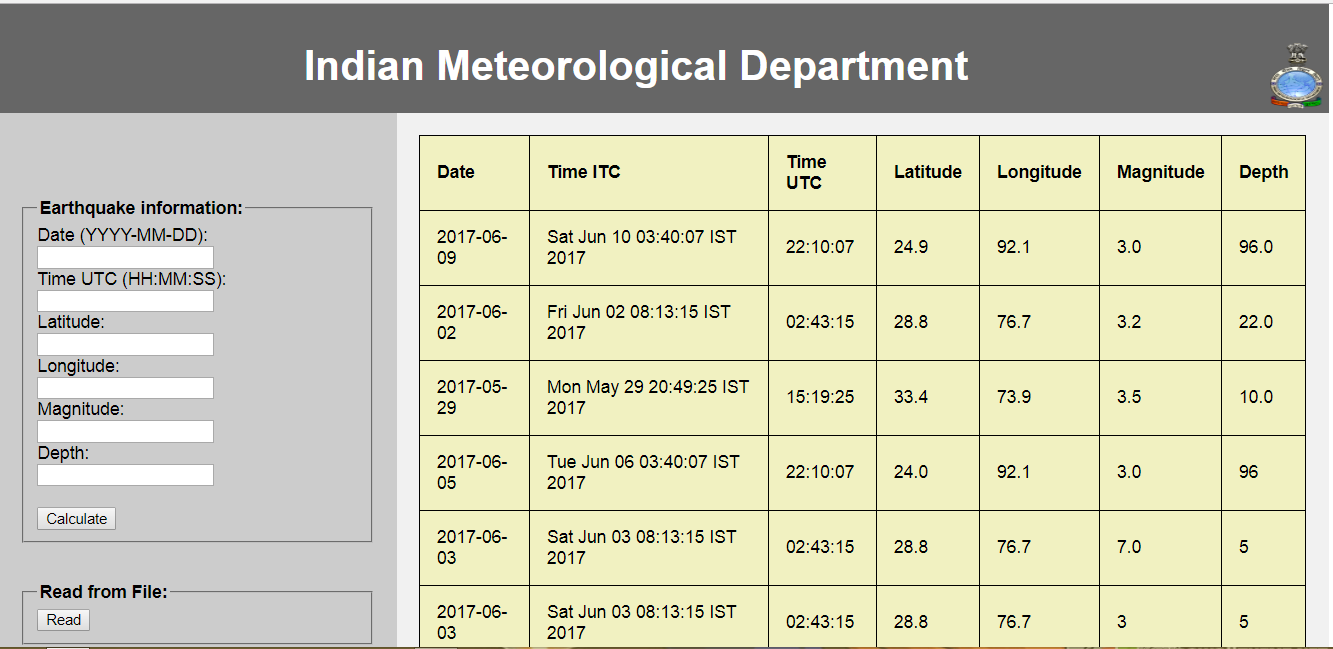 Indian Meteorological Department
Earthquake information:
Date (YYYY-MM-DD):
Time UTC (HH:MM:SS):
Latitude:
Longitude:
Magnitude:
Depth:
Calculate
Read from File:
Read
Date Time ITC Time UTC Latitude Longitude Magnitude Depth
2017-06-09 Sat Jun 10 03:40:07 IST 2017 22:10:07 24.9 92.1 3.0 96.0
2017-06-02 Fri Jun 02 08:13:15 IST 2017 02:43:15 28.8 76.7 3.2 22.0
2017-05-29 Mon May 29 20:49:25 IST 2017 15:19:25 33.4 73.9 3.5 10.0
2017-06-05 Tue Jun 06 03:40:07 IST 2017 22:10:07 24.0 92.1 3.0 96
2017-06-03 Sat Jun 03 08:13:15 IST 2017 02:43:15 28.8 76.7 7.0 5
2017-06-03 Sat Jun 03 08:13:15 IST 2017 02:43:15 28.8 76.7 3 5